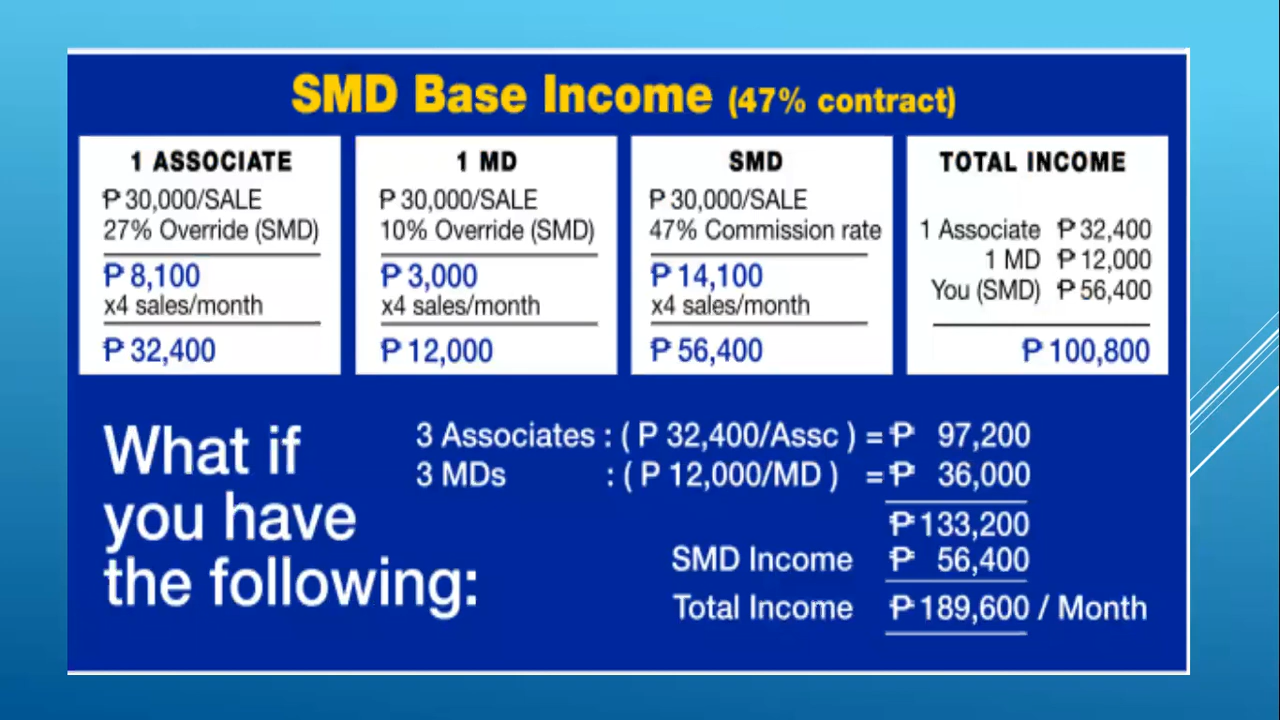 SMD Base Income (47% contract)
1 ASSOCIATE
₱ 30,000/SALE
27% Override (SMD)
₱ 8,100
x4 sales/month
₱ 32,400
1 MD
₱ 30,000/SALE
10% Override (SMD)
₱ 3,000
x4 sales/month
₱ 12,000
SMD
₱ 30,000/SALE
47% Commission rate
₱ 14,100
x4 sales/month
₱ 56,400
TOTAL INCOME
1 Associate ₱ 32,400
1 MD ₱ 12,000
You (SMD) ₱ 56,400
₱ 100,800
What if
you have
the following:
3 Associates : ( P 32,400/Assc ) = ₱ 97,200
3 MDs : ( P 12,000/MD ) = ₱ 36,000
₱ 133,200
SMD Income ₱ 56,400
Total Income ₱ 189,600 / Month